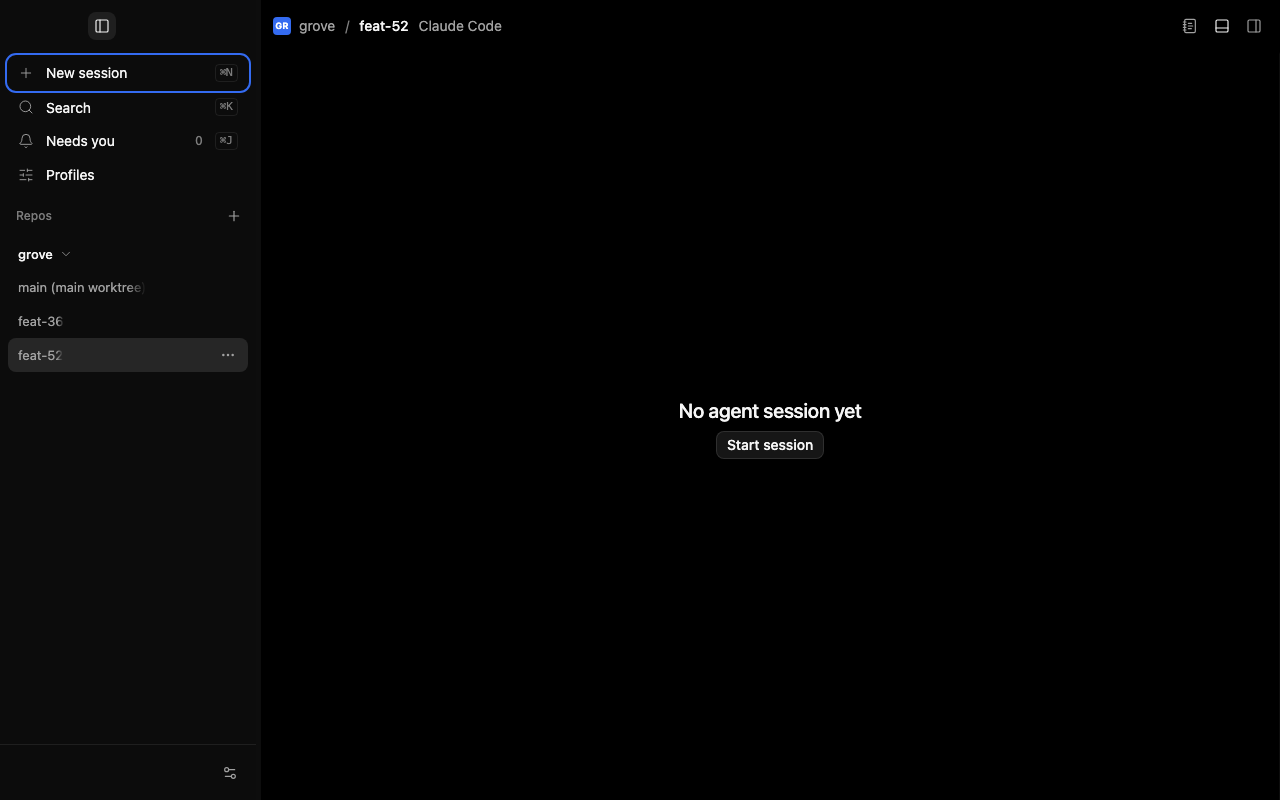 New session ⌘N
Search ⌘K
Needs you 0 ⌘J
Profiles
Repos
grove
main (main worktree)
feat-36
feat-52
GR grove / feat-52 Claude Code
No agent session yet
Start session